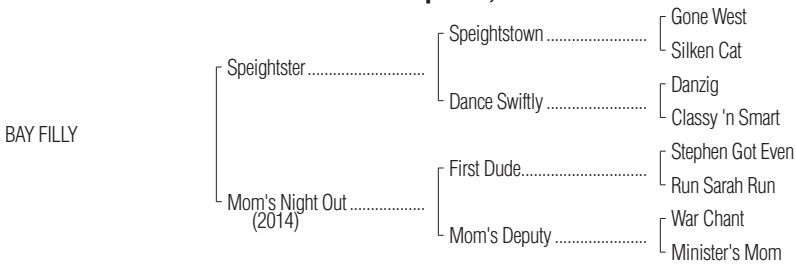 Gone West
Speightstown
Silken Cat
Speightster
Danzig
Dance Swiftly
Classy 'n Smart
BAY FILLY
Stephen Got Even
First Dude
Run Sarah Run
Mom's Night Out
(2014)
War Chant
Mom's Deputy
Minister's Mom